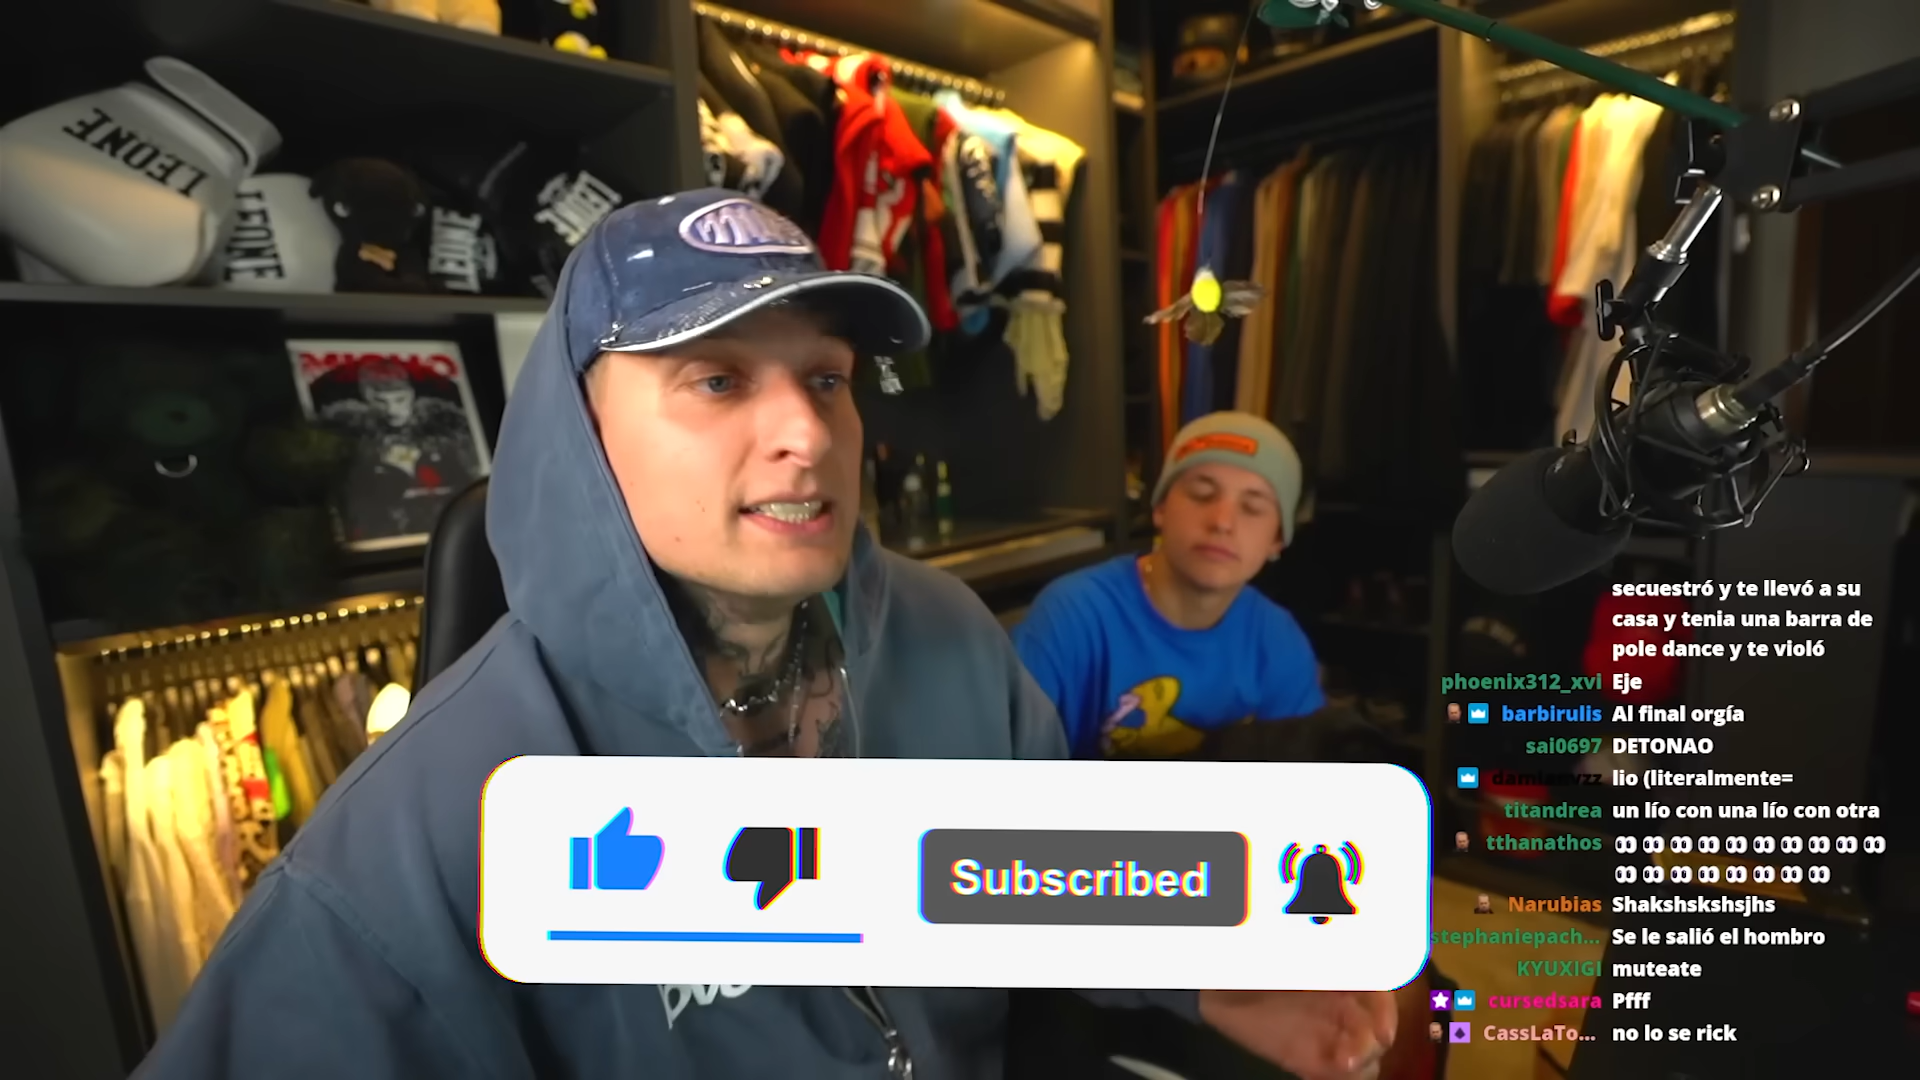 LEONE
LEONE
LEONE
LEONE
secuestró y te llevó a su
casa y tenia una barra de
pole dance y te violó
phoenix312_xvi Eje
barbirulis Al final orgía
sai0697 DETONAO
lio (literalmente=
titandrea un lío con una lío con otra
tthanathos
Narubias Shakshskshsjhs
stephaniepach... Se le salió el hombro
KYUXIGI muteate
cursedsara Pfff
CassLaTo... no lo se rick
Subscribed